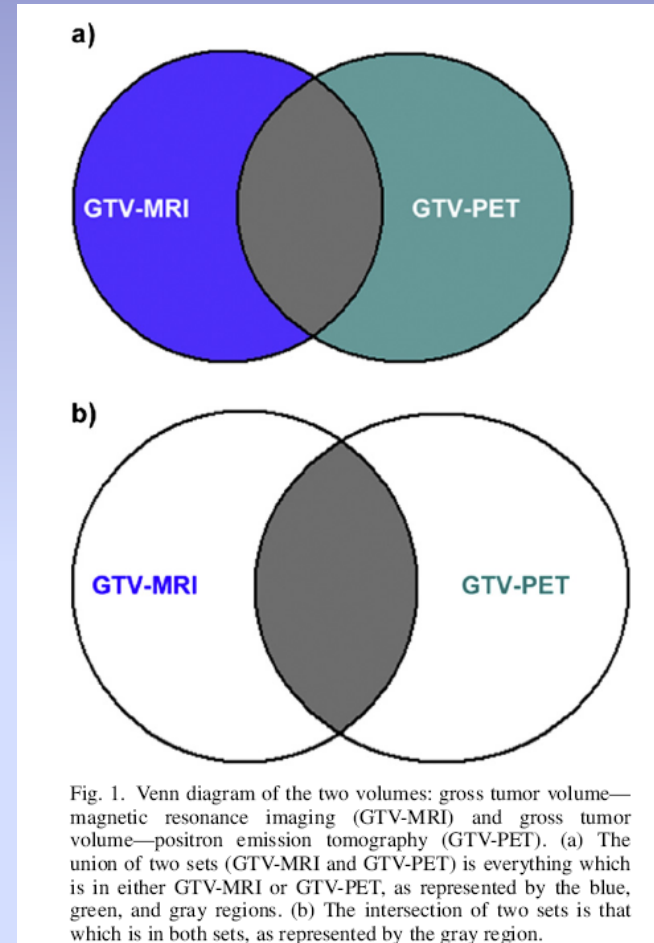 a)
GTV-MRI GTV-PET
b)
GTV-MRI GTV-PET
Fig. 1. Venn diagram of the two volumes: gross tumor volume—
magnetic resonance imaging (GTV-MRI) and gross tumor
volume—positron emission tomography (GTV-PET). (a) The
union of two sets (GTV-MRI and GTV-PET) is everything which
is in either GTV-MRI or GTV-PET, as represented by the blue,
green, and gray regions. (b) The intersection of two sets is that
which is in both sets, as represented by the gray region.